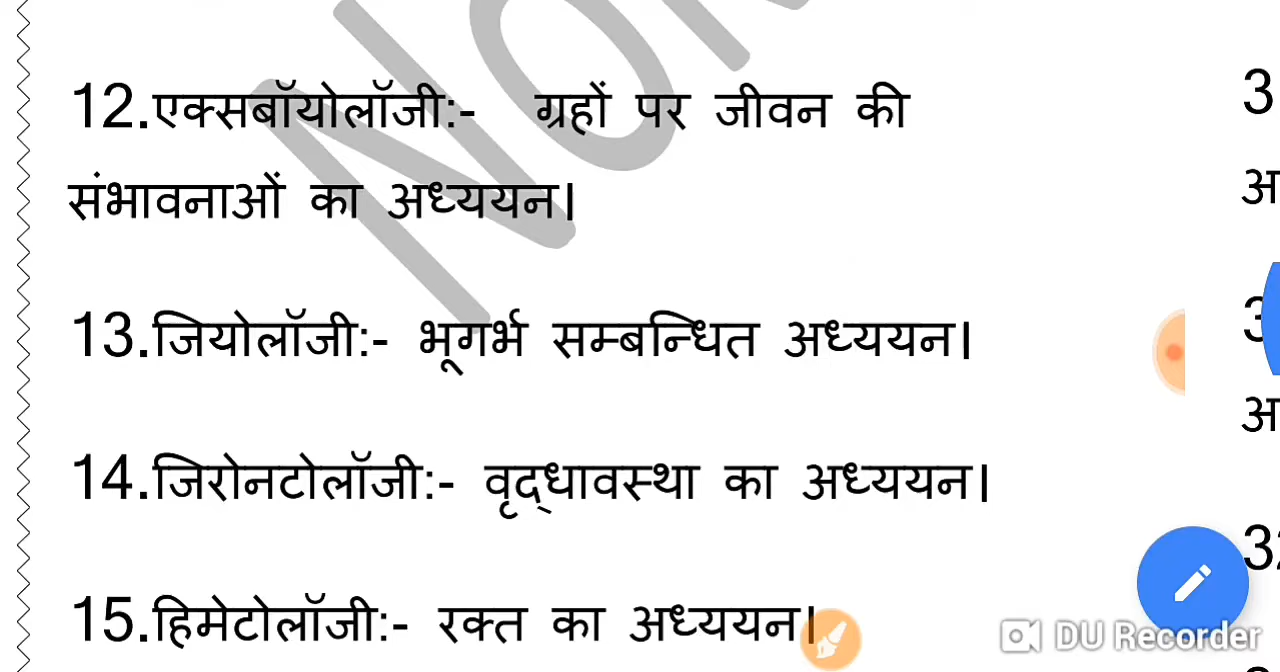 12.एक्सबॉयोलॉजी:- ग्रहों पर जीवन की
संभावनाओं का अध्ययन।
13.जियोलॉजी:- भूगर्भ सम्बन्धित अध्ययन।
14.जिरोनटोलॉजी:- वृद्धावस्था का अध्ययन।
15.हिमेटोलॉजी:- रक्त का अध्ययन।
DU Recorder